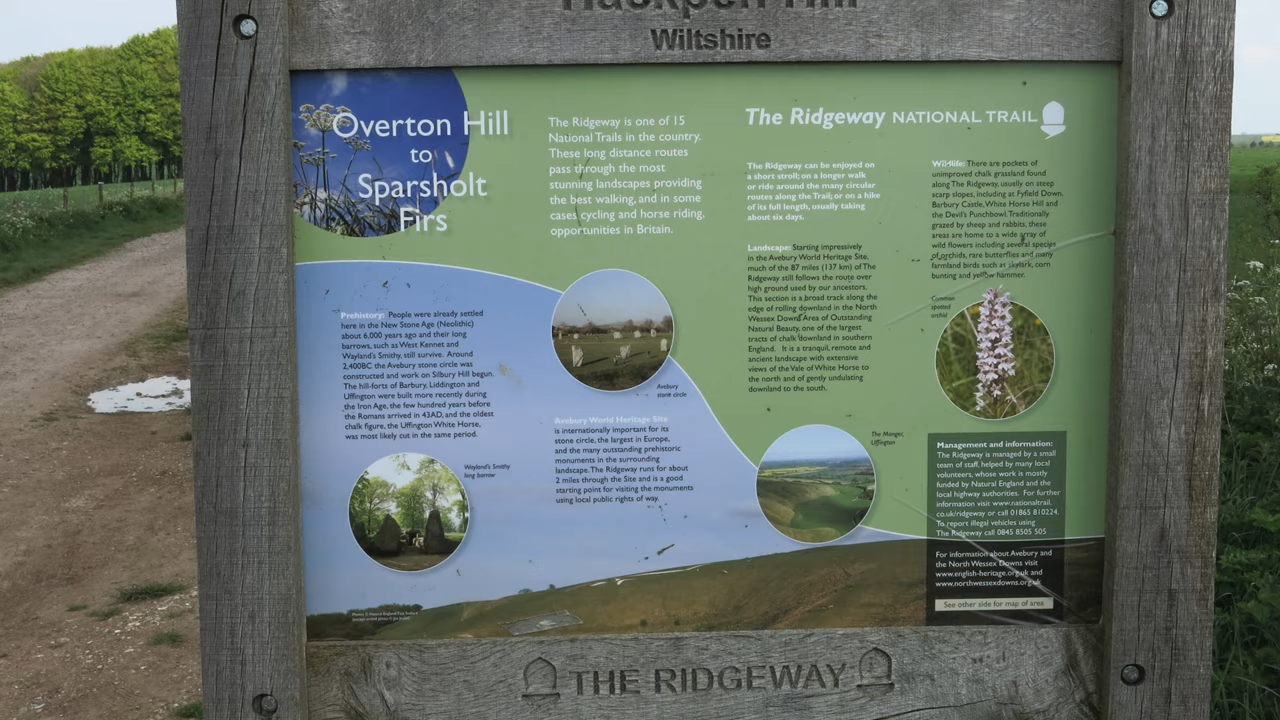 Hackpen Hill
Wiltshire
Overton Hill
to
Sparsholt
Firs
The Ridgeway is one of 15
National Trails in the country.
These long distance routes
pass through the most
stunning landscapes providing
the best walking, and in some
cases cycling and horse riding,
opportunities in Britain.
The Ridgeway NATIONAL TRAIL
The Ridgeway can be enjoyed on
a short stroll; on a longer walk
or ride around the many circular
routes along the Trail; or on a hike
of its full length, usually taking
about six days.
Landscape: Starting impressively
in the Avebury World Heritage Site,
much of the 87 miles (137 km) of The
Ridgeway still follows the route over
high ground used by our ancestors.
This section is a broad track along the
edge of rolling downland in the North
Wessex Downs Area of Outstanding
Natural Beauty, one of the largest
tracts of chalk downland in southern
England. It is a tranquil, remote and
ancient landscape with extensive
views of the Vale of White Horse to
the north and of gently undulating
downland to the south.
Wildlife: There are pockets of
unimproved chalk grassland found
along The Ridgeway, usually on steep
scarp slopes, including at Fyfield Down,
Barbury Castle, White Horse Hill and
the Devil's Punchbowl. Traditionally
grazed by sheep and rabbits, these
areas are home to a wide array of
wild flowers including several species
of orchids, rare butterflies and many
farmland birds such as skylark, corn
bunting and yellow hammer.
Common
spotted
orchid
Prehistory: People were already settled
here in the New Stone Age (Neolithic)
about 6,000 years ago and their long
barrows, such as West Kennet and
Wayland's Smithy, still survive. Around
2,400BC the Avebury stone circle was
constructed and work on Silbury Hill begun.
The hill-forts of Barbury, Liddington and
Uffington were built more recently during
the Iron Age, the few hundred years before
the Romans arrived in 43AD, and the oldest
chalk figure, the Uffington White Horse,
was most likely cut in the same period.
Avebury
stone circle
Avebury World Heritage Site
is internationally important for its
stone circle, the largest in Europe,
and the many outstanding prehistoric
monuments in the surrounding
landscape. The Ridgeway runs for about
2 miles through the Site and is a good
starting point for visiting the monuments
using local public rights of way.
Wayland's Smithy
long barrow
The Manger,
Uffington
Management and information:
The Ridgeway is managed by a small
team of staff, helped by many local
volunteers, whose work is mostly
funded by Natural England and the
local highway authorities. For further
information visit www.nationaltrail.
co.uk/ridgeway or call 01865 810224.
To report illegal vehicles using
The Ridgeway call 0845 8505 505
For information about Avebury and
the North Wessex Downs visit
www.english-heritage.org.uk and
www.northwessexdowns.org.uk
See other side for map of area
THE RIDGEWAY